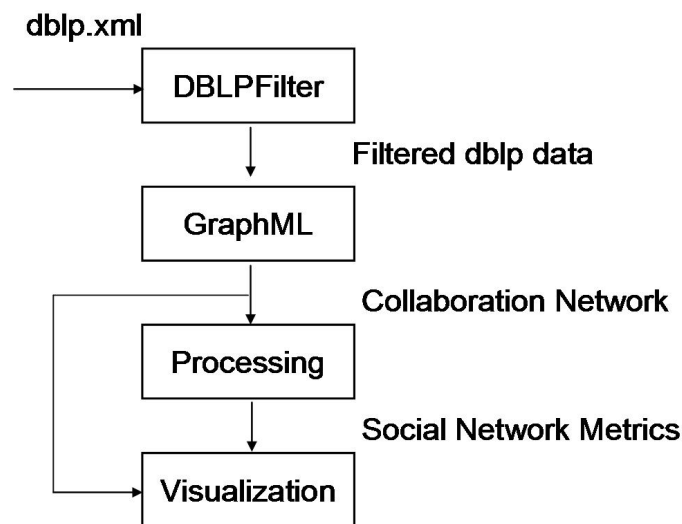 dblp.xml
DBLPFilter
Filtered dblp data
GraphML
Collaboration Network
Processing
Social Network Metrics
Visualization